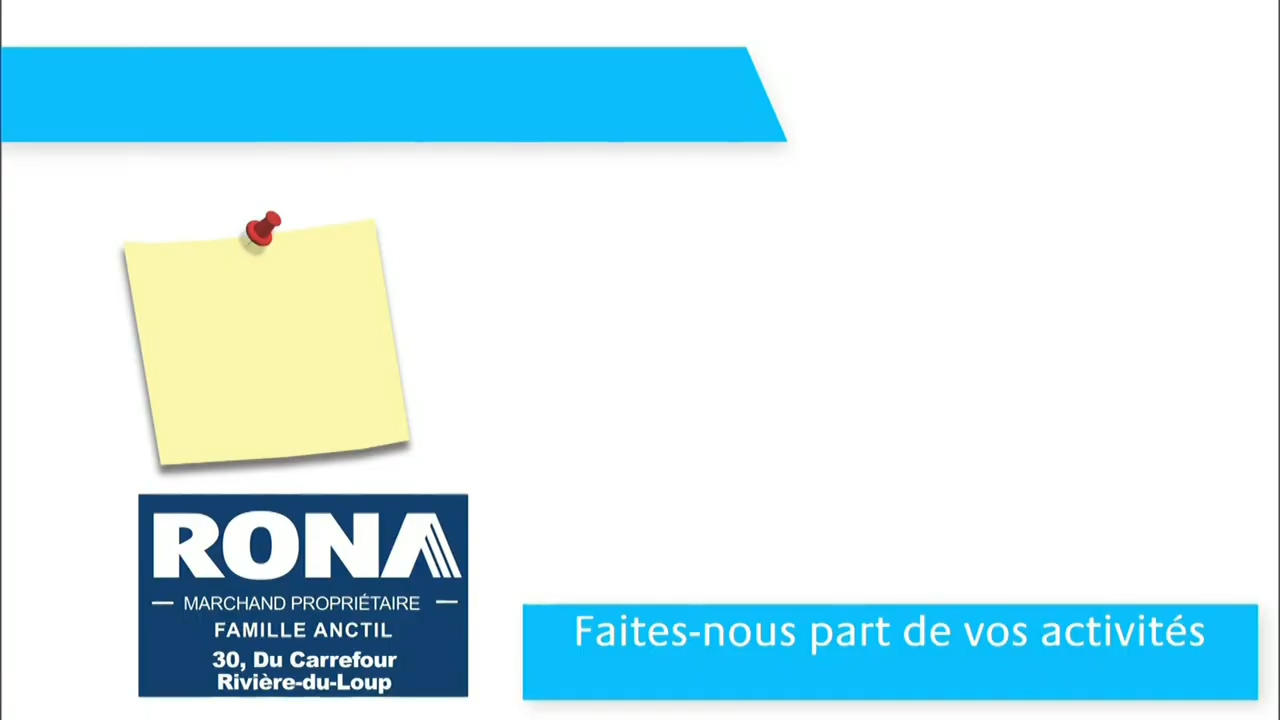 RONA
MARCHAND PROPRIÉTAIRE
FAMILLE ANCTIL
30, Du Carrefour
Rivière-du-Loup
Faites-nous part de vos activités